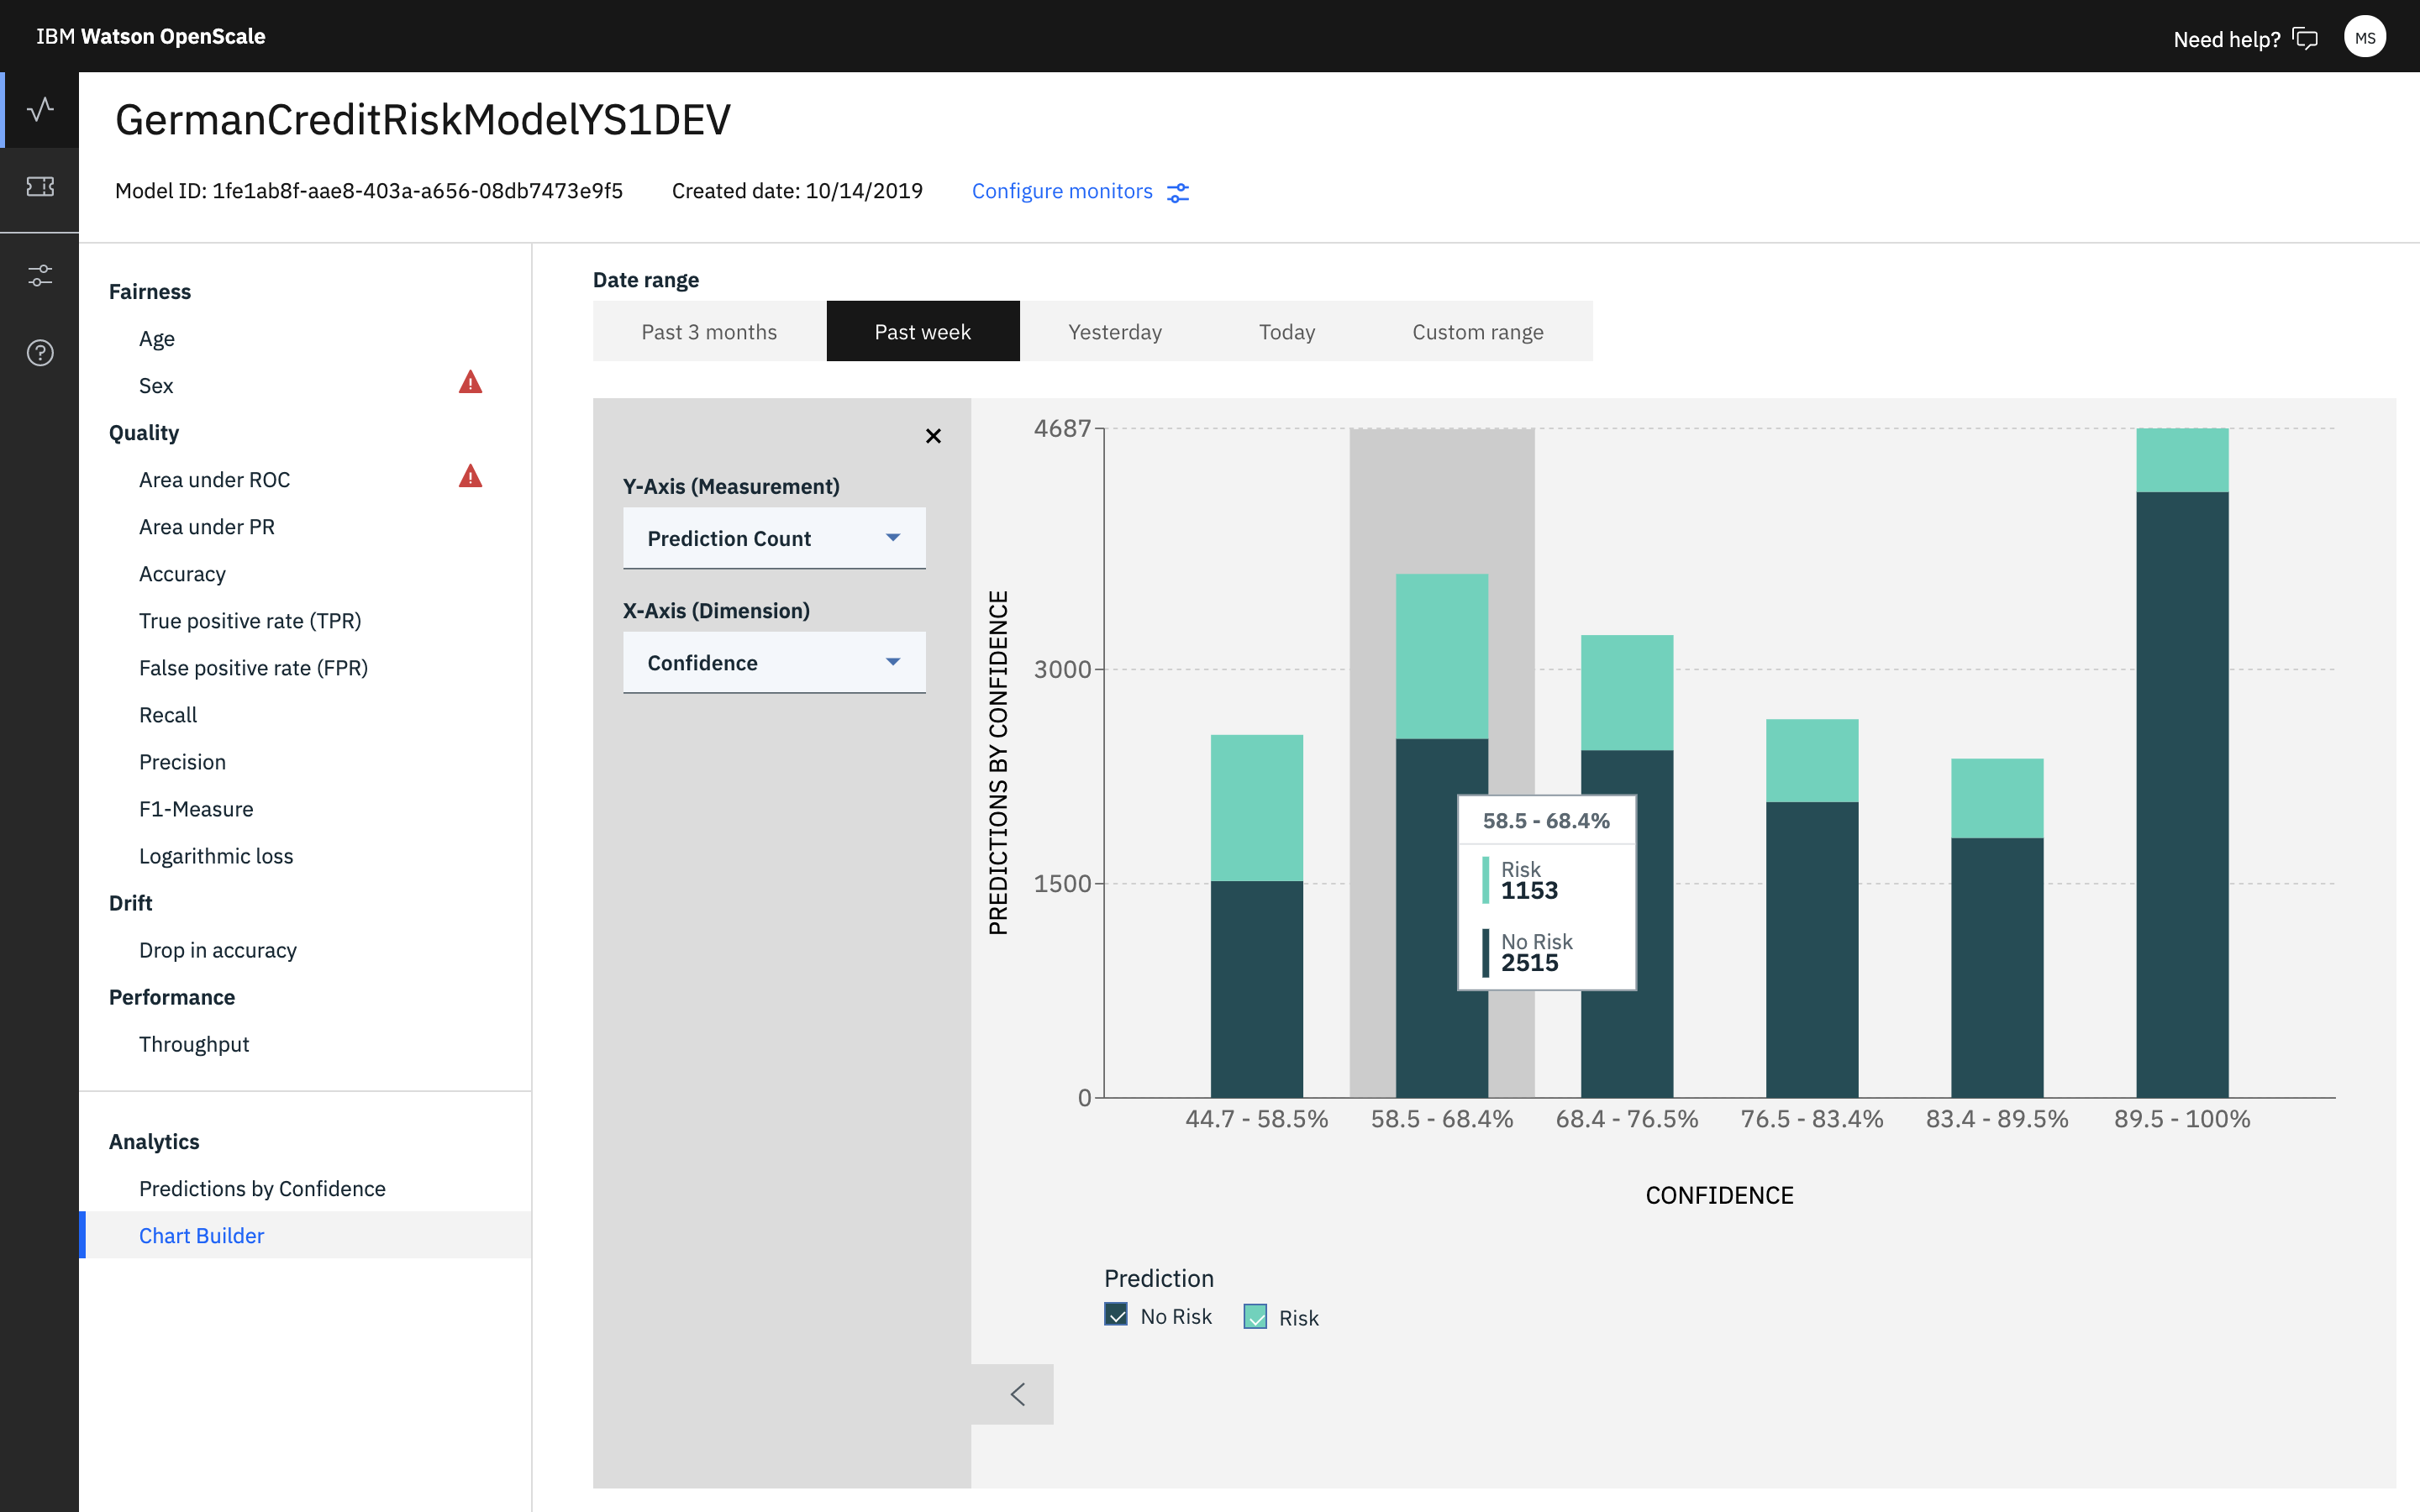 IBM Watson OpenScale
Need help?
MS
GermanCreditRiskModelYS1DEV
Model ID: 1fe1ab8f-aae8-403a-a656-08db7473e9f5
Created date: 10/14/2019
Configure monitors
Fairness
Age
Sex
Quality
Area under ROC
Area under PR
Accuracy
True positive rate (TPR)
False positive rate (FPR)
Recall
Precision
F1-Measure
Logarithmic loss
Drift
Drop in accuracy
Performance
Throughput
Analytics
Predictions by Confidence
Chart Builder
Date range
Past 3 months
Past week
Yesterday
Today
Custom range
Y-Axis (Measurement)
Prediction Count
X-Axis (Dimension)
Confidence
PREDICTIONS BY CONFIDENCE
4687
3000
1500
0
58.5 - 68.4%
Risk
1153
No Risk
2515
44.7 - 58.5%
58.5 - 68.4%
68.4 - 76.5%
76.5 - 83.4%
83.4 - 89.5%
89.5 - 100%
CONFIDENCE
Prediction
No Risk
Risk